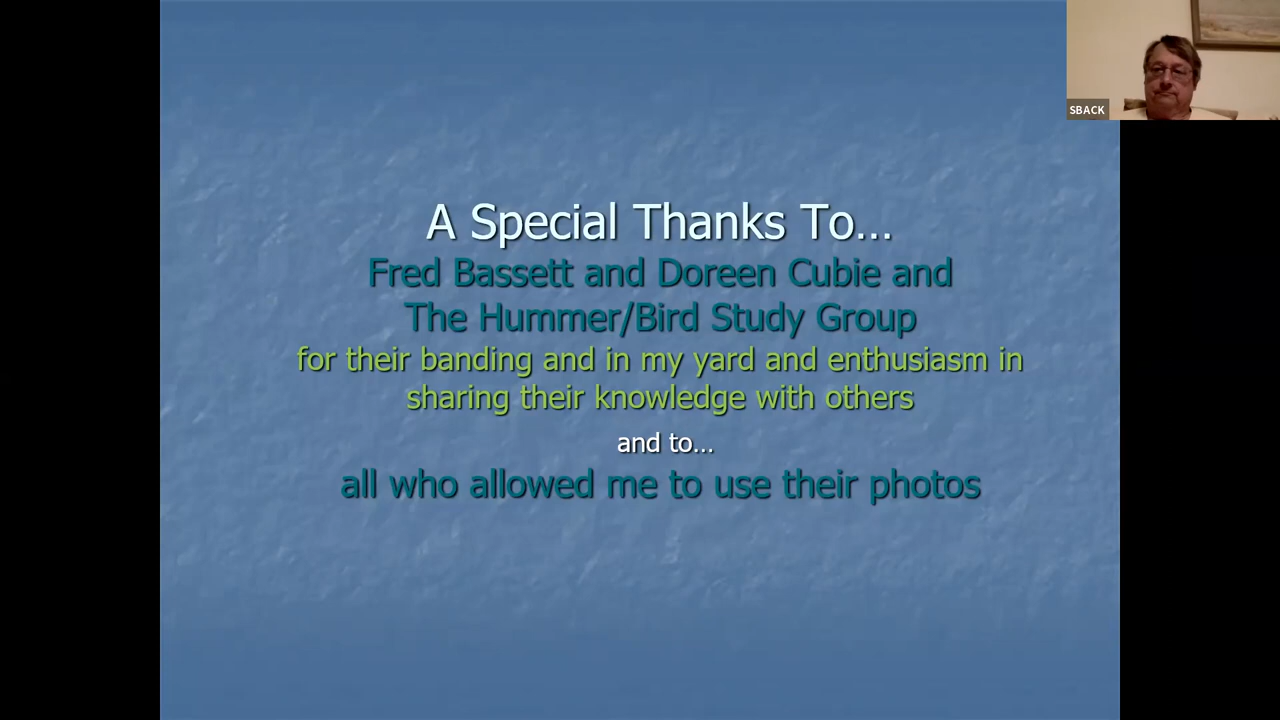 A Special Thanks To...
Fred Bassett and Doreen Cubie and
The Hummer/Bird Study Group
for their banding and in my yard and enthusiasm in
sharing their knowledge with others
and to...
all who allowed me to use their photos
SBACK